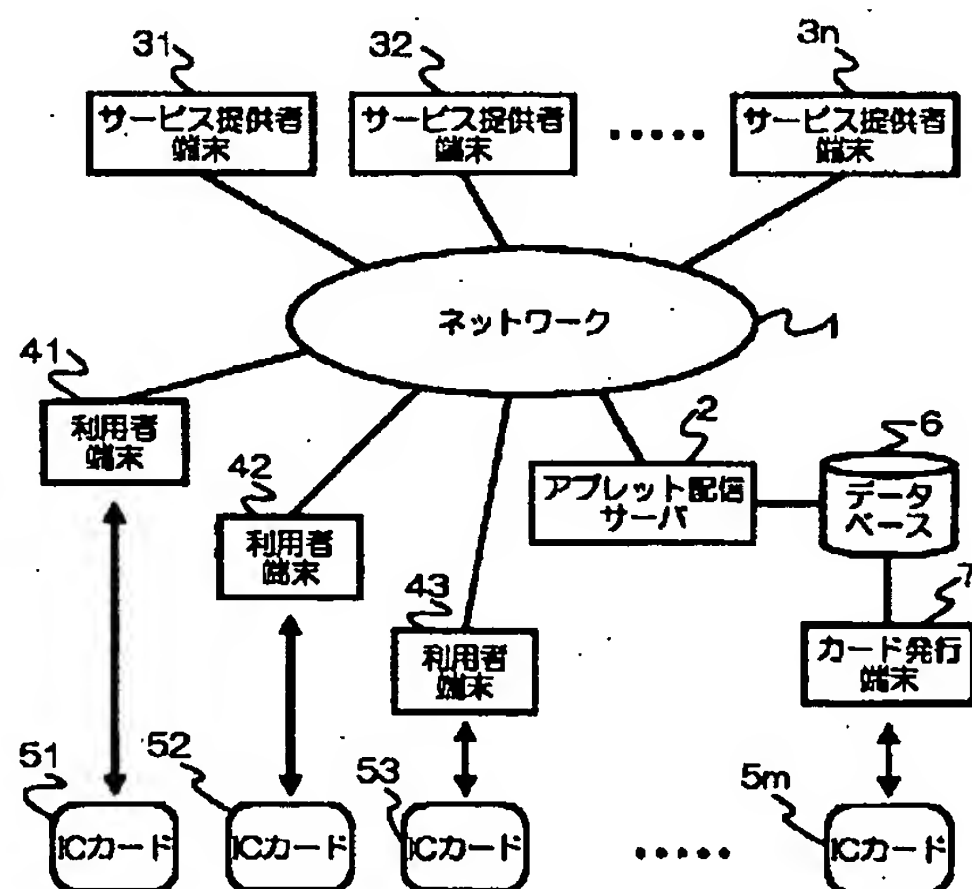 31
32
3n
サービス提供者
端末
サービス提供者
端末
・・・・・
サービス提供者
端末
ネットワーク
1
41
利用者
端末
42
利用者
端末
43
利用者
端末
2
アプレット配信
サーバ
6
データ
ベース
7
カード発行
端末
51
ICカード
52
ICカード
53
ICカード
・・・・・
5m
ICカード